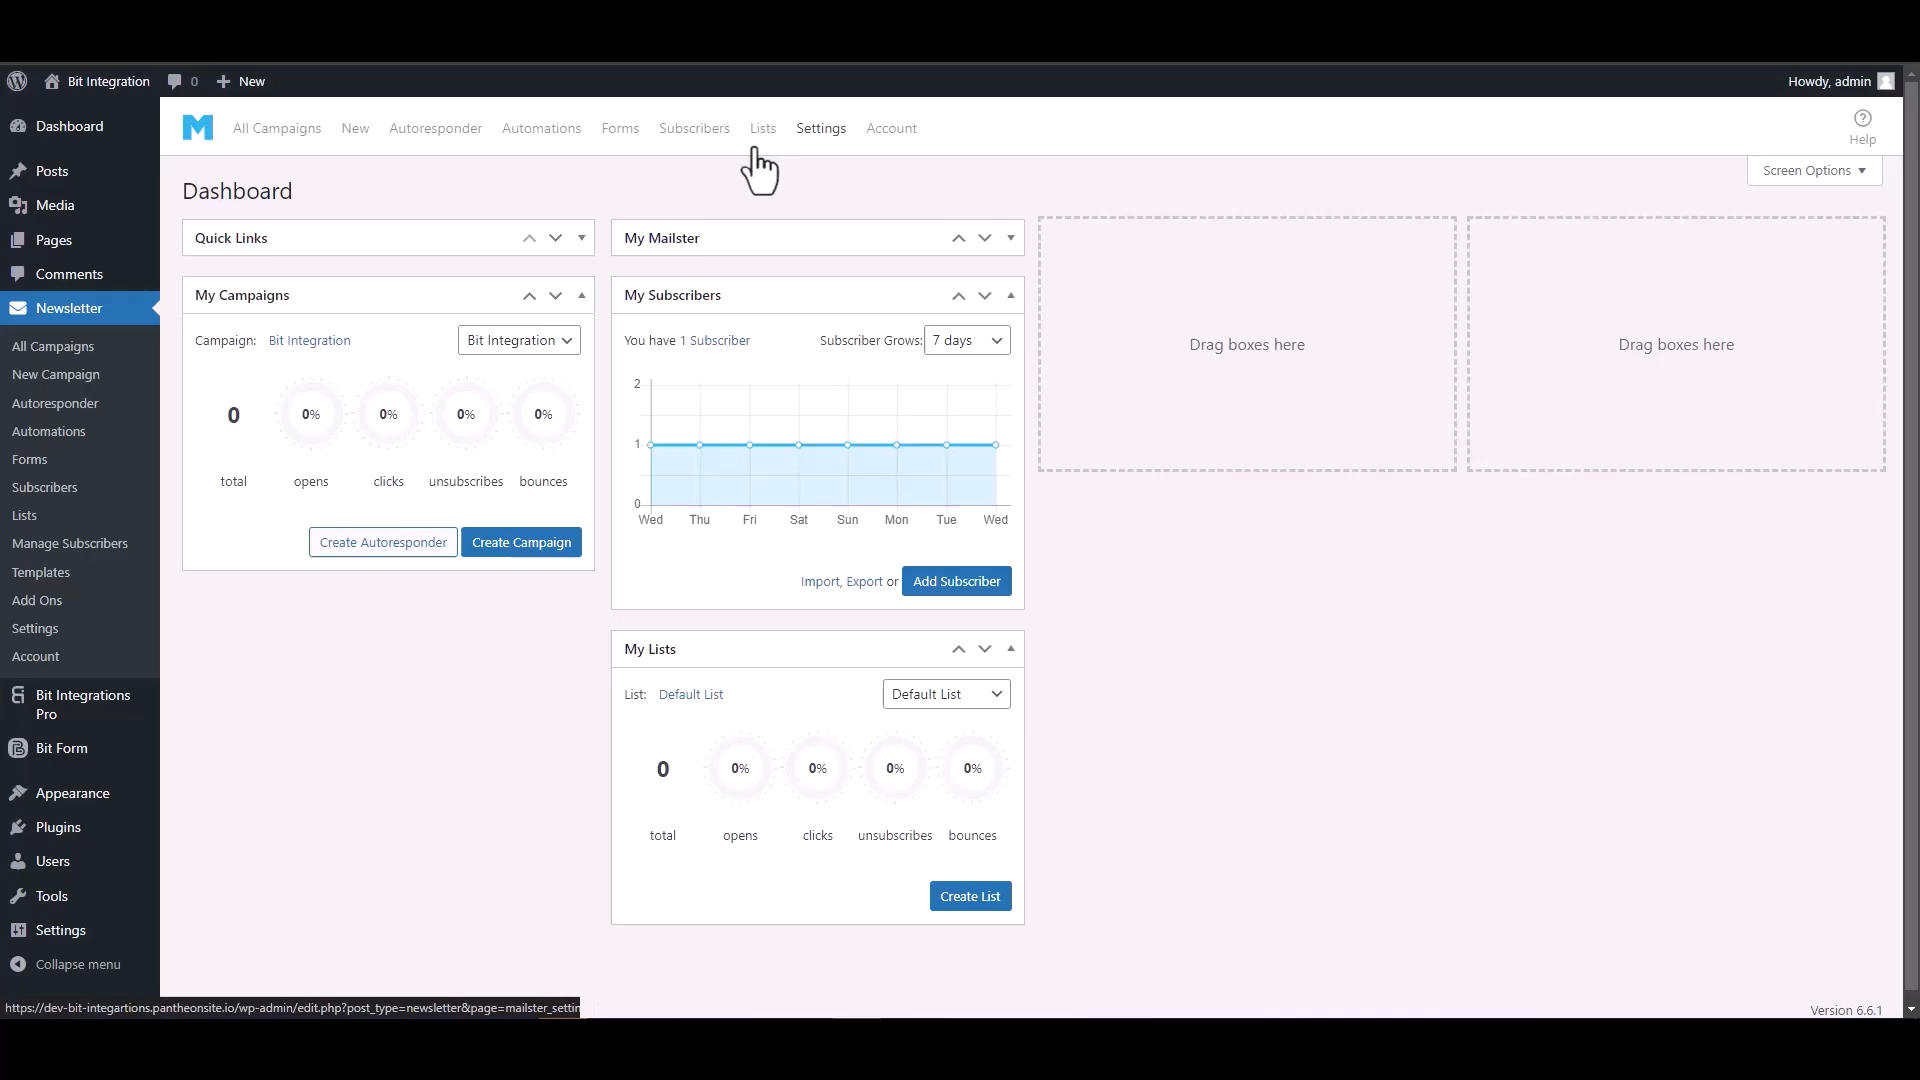 Bit Integration
0
New
Howdy, admin
Dashboard
Posts
Media
Pages
Comments
Newsletter
All Campaigns
New Campaign
Autoresponder
Automations
Forms
Subscribers
Lists
Manage Subscribers
Templates
Add Ons
Settings
Account
Bit Integrations
Pro
Bit Form
Appearance
Plugins
Users
Tools
Settings
Collapse menu
All Campaigns New Autoresponder Automations Forms Subscribers Lists Settings Account
Help
Screen Options
Dashboard
Quick Links
My Campaigns
Campaign: Bit Integration
Bit Integration
0 0% 0% 0% 0%
total opens clicks unsubscribes bounces
Create Autoresponder
Create Campaign
My Mailster
My Subscribers
You have 1 Subscriber
Subscriber Grows: 7 days
2
1
0
Wed Thu Fri Sat Sun Mon Tue Wed
Import, Export or Add Subscriber
My Lists
List: Default List
Default List
0 0% 0% 0% 0%
total opens clicks unsubscribes bounces
Create List
Drag boxes here
Drag boxes here
https://dev-bit-integartions.pantheonsite.io/wp-admin/edit.php?post_type=newsletter&page=mailster_settin
Version 6.6.1